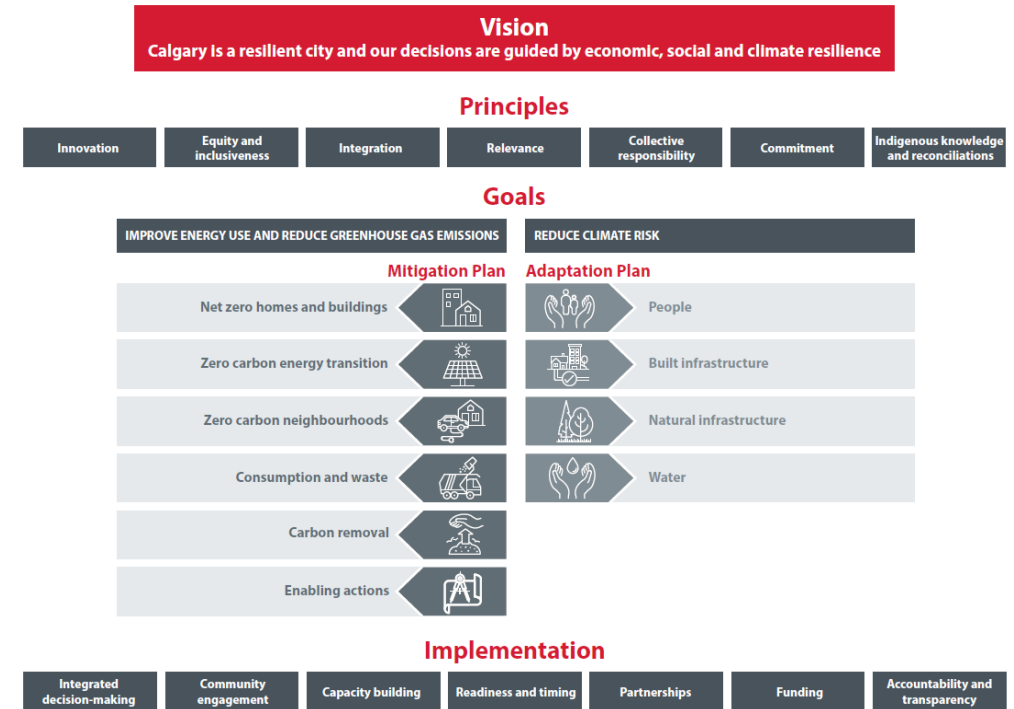 Vision
Calgary is a resilient city and our decisions are guided by economic, social and climate resilience
Principles
Innovation
Equity and
inclusiveness
Integration
Relevance
Collective
responsibility
Commitment
Indigenous knowledge
and reconciliations
Goals
IMPROVE ENERGY USE AND REDUCE GREENHOUSE GAS EMISSIONS
REDUCE CLIMATE RISK
Mitigation Plan
Adaptation Plan
Net zero homes and buildings
People
Zero carbon energy transition
Built infrastructure
Zero carbon neighbourhoods
Natural infrastructure
Consumption and waste
Water
Carbon removal
Enabling actions
Implementation
Integrated
decision-making
Community
engagement
Capacity building
Readiness and timing
Partnerships
Funding
Accountability and
transparency